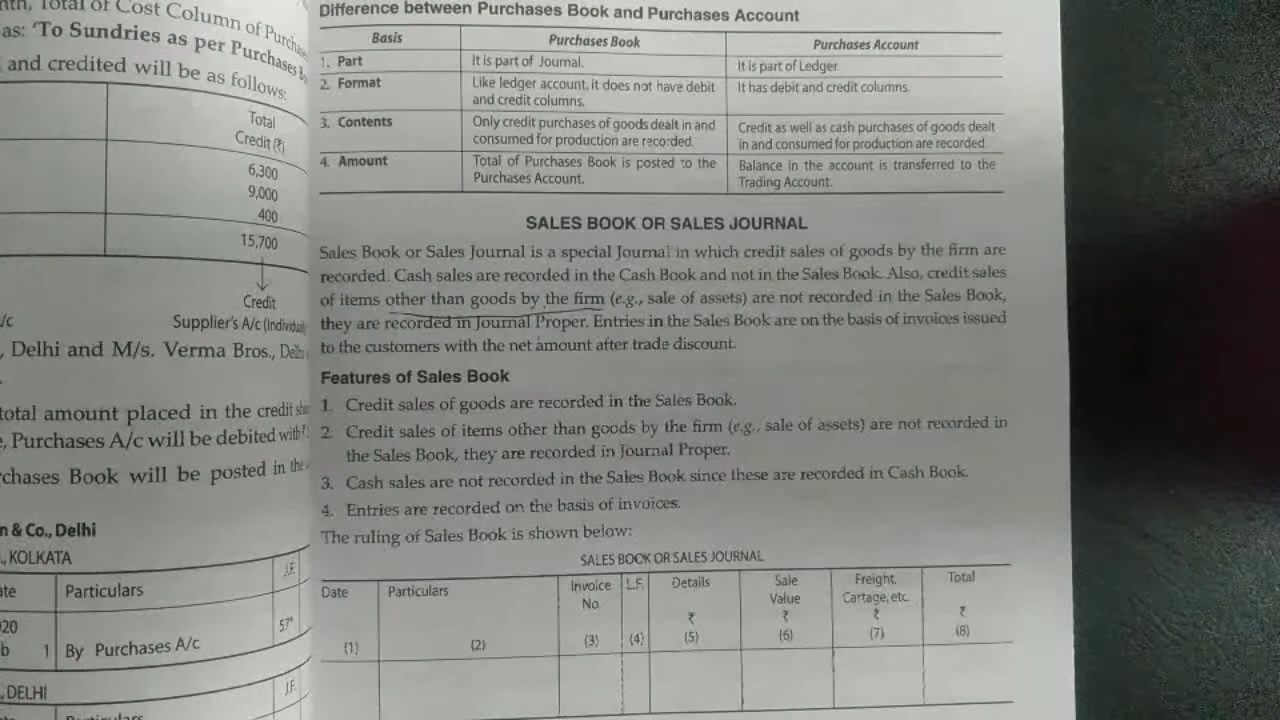 nth, Total of Cost Column of Purchases
as: 'To Sundries as per Purchases
and credited will be as follows:
Total
Credit (₹)
6,300
9,000
400
15,700
Credit
/c Supplier's A/c (Individual
, Delhi and M/s. Verma Bros., Delhi
total amount placed in the credit
e, Purchases A/c will be debited with
chases Book will be posted in the
n & Co., Delhi
., KOLKATA
ate Particulars J.F.
020
b 1 By Purchases A/c 57
, DELHI
Particulars J.F.
Difference between Purchases Book and Purchases Account
Basis Purchases Book Purchases Account
1. Part It is part of Journal. It is part of Ledger.
2. Format Like ledger account, it does not have debit It has debit and credit columns.
and credit columns.
3. Contents Only credit purchases of goods dealt in and Credit as well as cash purchases of goods dealt
consumed for production are recorded. in and consumed for production are recorded
4. Amount Total of Purchases Book is posted to the Balance in the account is transferred to the
Purchases Account. Trading Account.
SALES BOOK OR SALES JOURNAL
Sales Book or Sales Journal is a special Journal in which credit sales of goods by the firm are
recorded. Cash sales are recorded in the Cash Book and not in the Sales Book. Also, credit sales
of items other than goods by the firm (e.g., sale of assets) are not recorded in the Sales Book,
they are recorded in Journal Proper. Entries in the Sales Book are on the basis of invoices issued
to the customers with the net amount after trade discount.
Features of Sales Book
1. Credit sales of goods are recorded in the Sales Book.
2. Credit sales of items other than goods by the firm (e.g., sale of assets) are not recorded in
the Sales Book, they are recorded in Journal Proper.
3. Cash sales are not recorded in the Sales Book since these are recorded in Cash Book.
4. Entries are recorded on the basis of invoices.
The ruling of Sales Book is shown below:
SALES BOOK OR SALES JOURNAL
Date Particulars Invoice L.F. Details Sale Freight, Total
No. Value Cartage, etc.
₹ ₹ ₹ ₹
(1) (2) (3) (4) (5) (6) (7) (8)